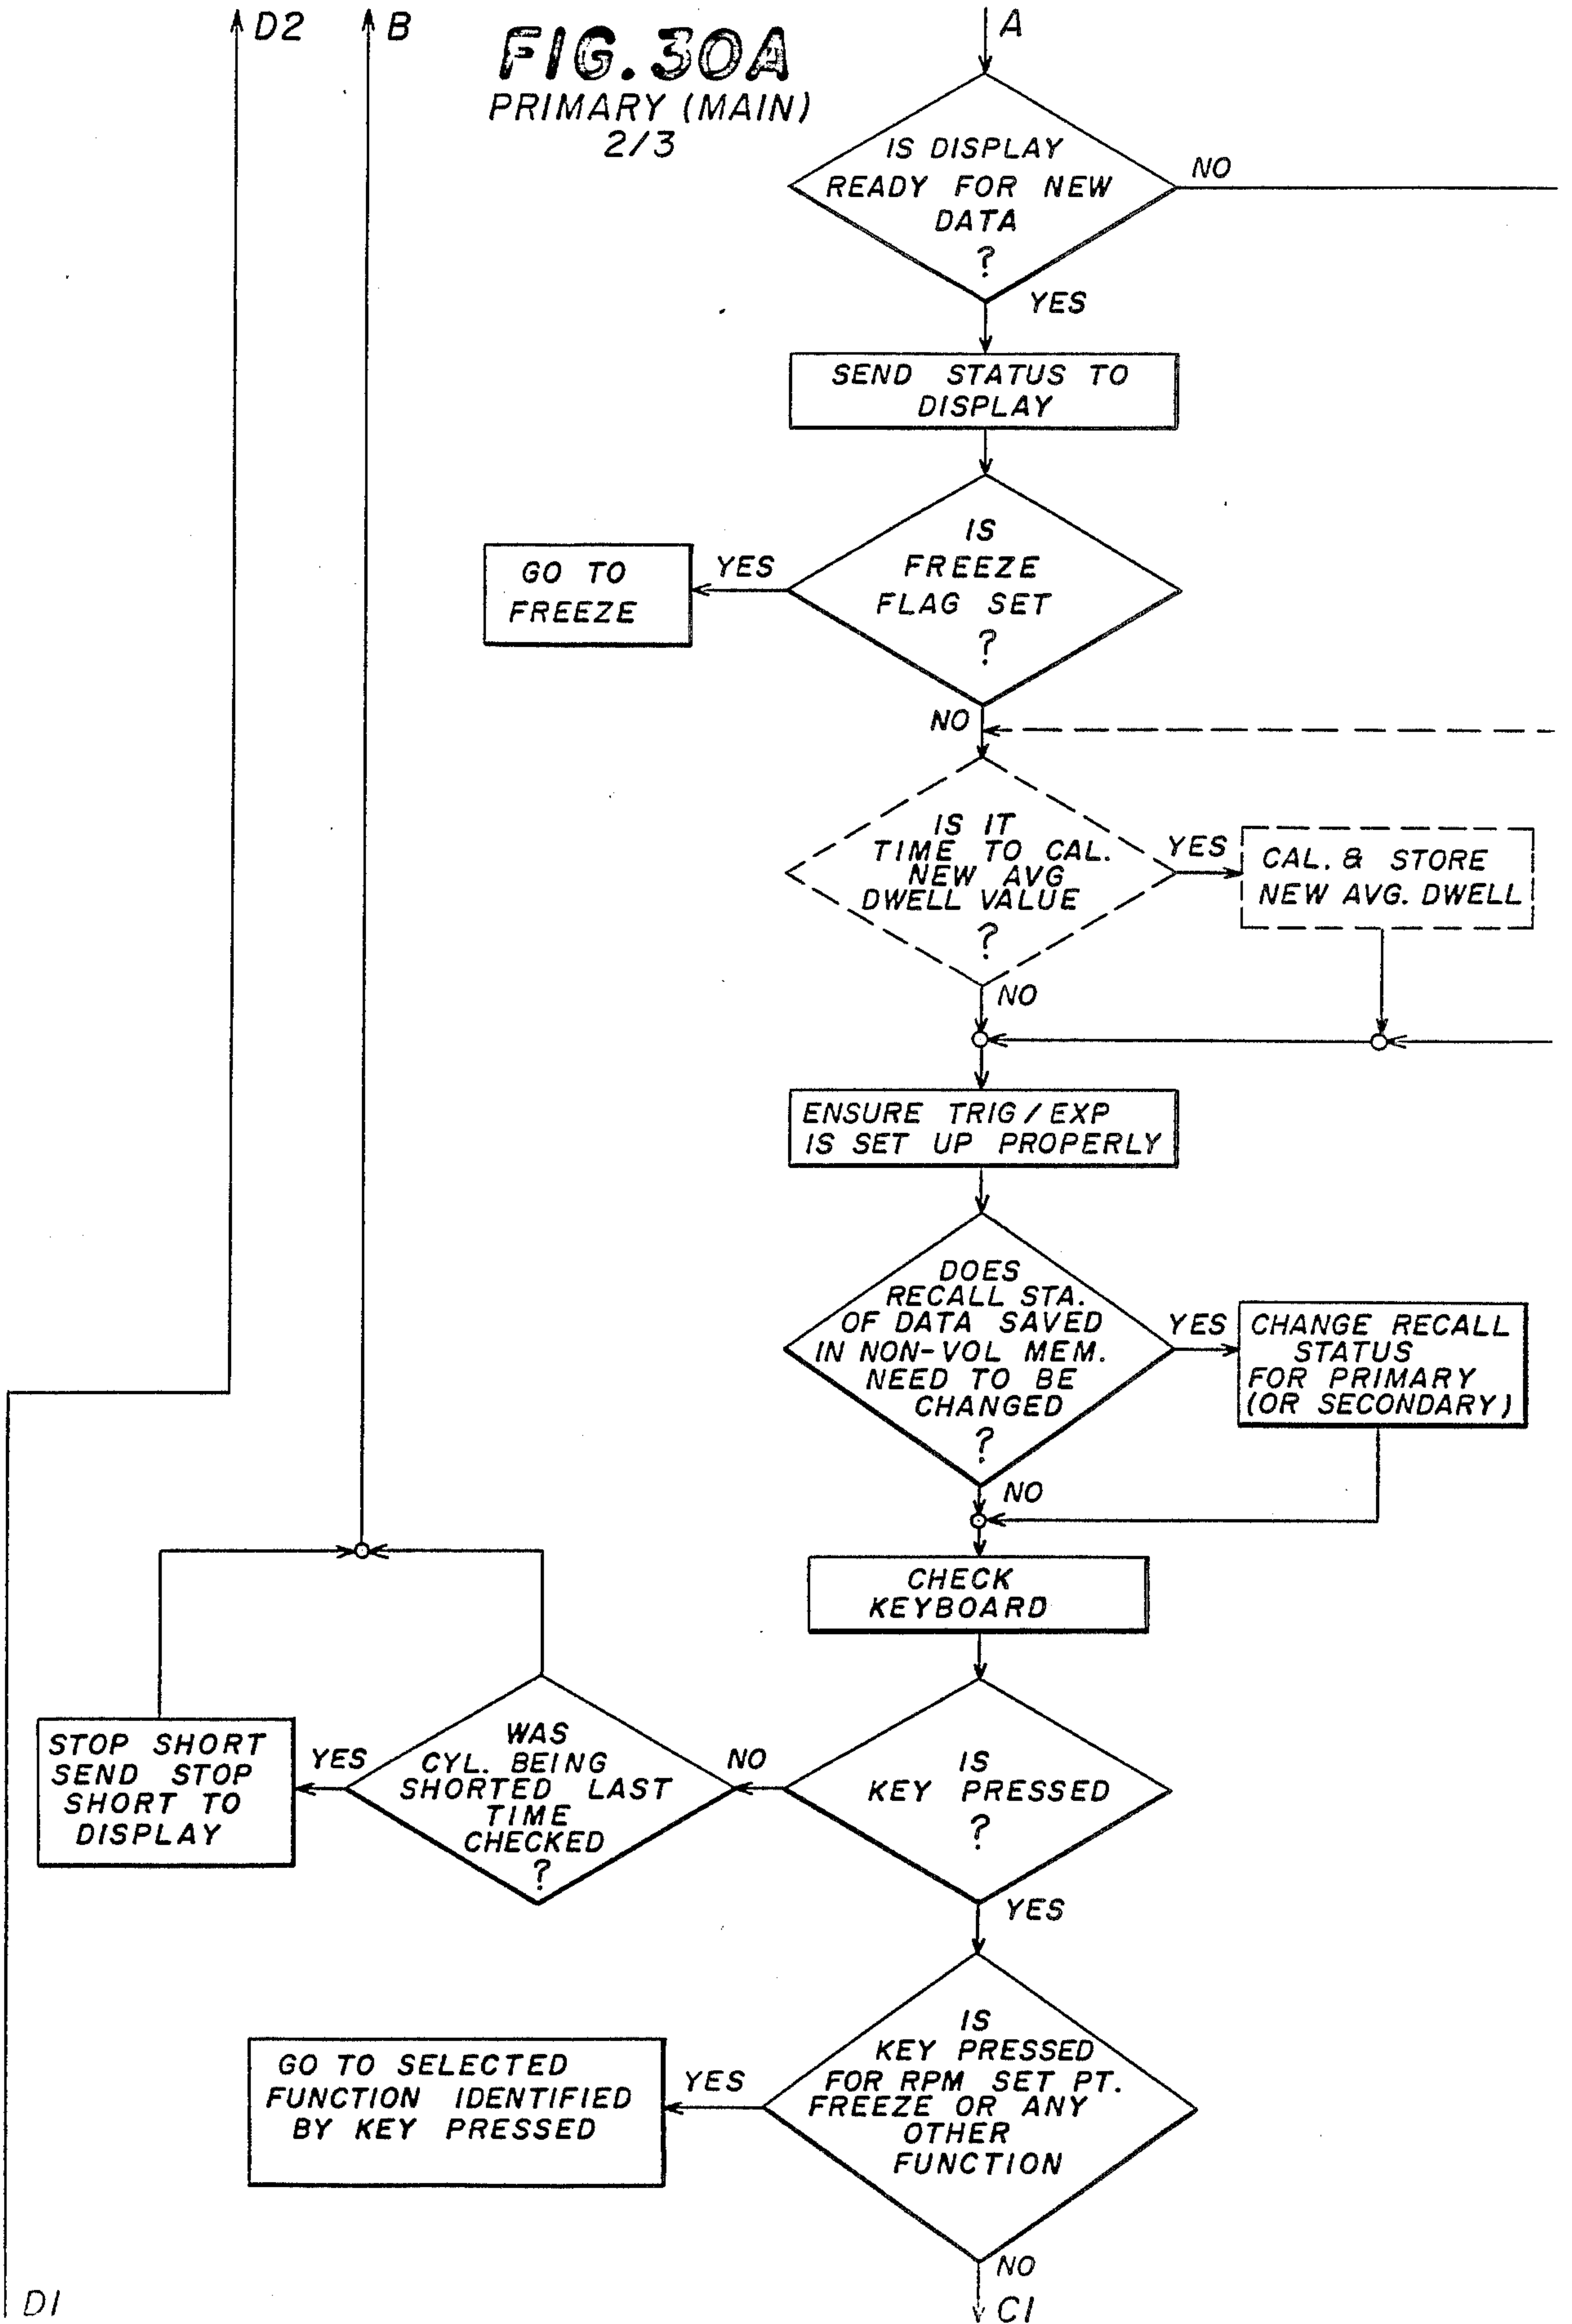 D2
B
FIG.30A
PRIMARY (MAIN)
2/3
A
IS DISPLAY
READY FOR NEW
DATA
?
NO
YES
SEND STATUS TO
DISPLAY
IS
FREEZE
FLAG SET
?
YES
GO TO
FREEZE
NO
IS IT
TIME TO CAL.
NEW AVG
DWELL VALUE
?
YES
CAL. & STORE
NEW AVG. DWELL
NO
ENSURE TRIG/EXP
IS SET UP PROPERLY
DOES
RECALL STA.
OF DATA SAVED
IN NON-VOL MEM.
NEED TO BE
CHANGED
?
YES
CHANGE RECALL
STATUS
FOR PRIMARY
(OR SECONDARY)
NO
CHECK
KEYBOARD
IS
KEY PRESSED
?
NO
WAS
CYL. BEING
SHORTED LAST
TIME
CHECKED
?
YES
STOP SHORT
SEND STOP
SHORT TO
DISPLAY
YES
IS
KEY PRESSED
FOR RPM SET PT.
FREEZE OR ANY
OTHER
FUNCTION
YES
GO TO SELECTED
FUNCTION IDENTIFIED
BY KEY PRESSED
NO
C1
D1